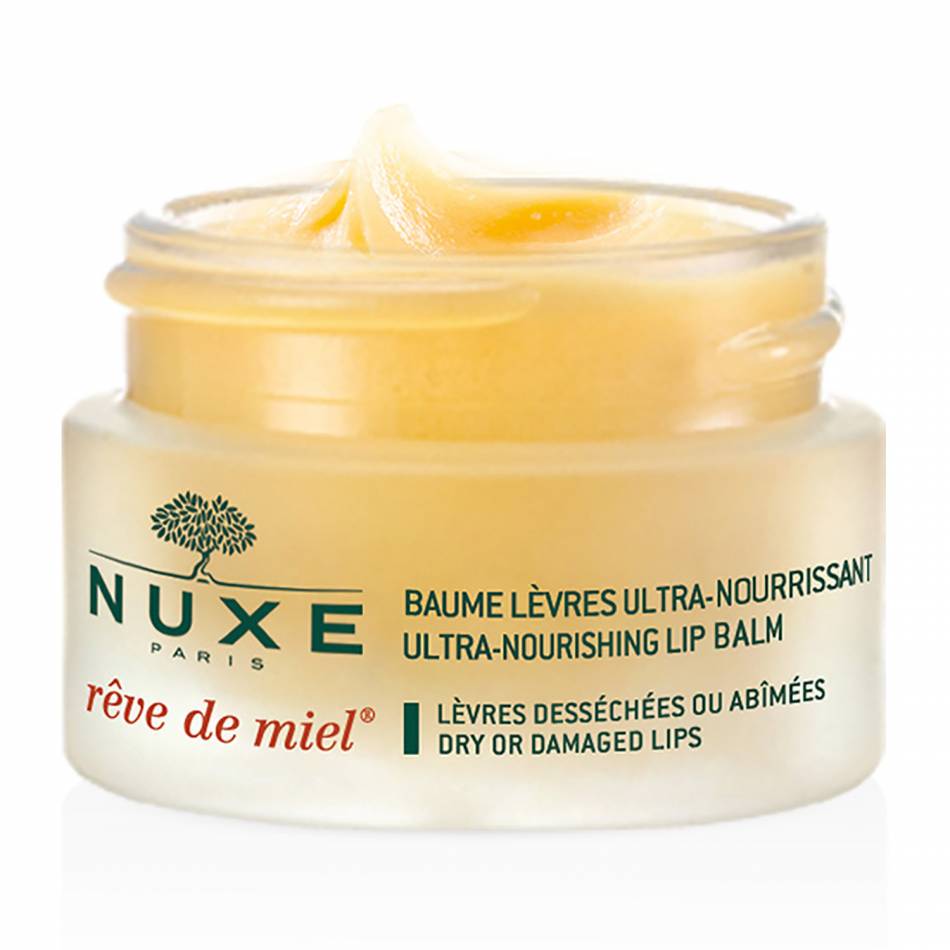 NUXE
PARIS
rêve de miel®
BAUME LÈVRES ULTRA-NOURRISSANT
ULTRA-NOURISHING LIP BALM
LÈVRES DESSÉCHÉES OU ABÎMÉES
DRY OR DAMAGED LIPS